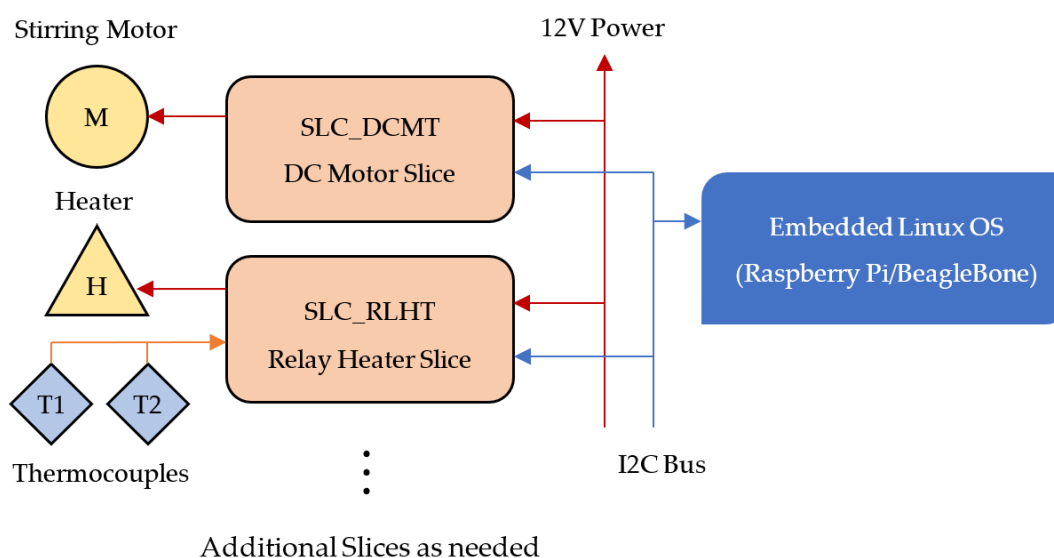 Stirring Motor
12V Power
M
SLC_DCMT
DC Motor Slice
Heater
Embedded Linux OS
(Raspberry Pi/BeagleBone)
H
SLC_RLHT
Relay Heater Slice
T1
T2
Thermocouples
I2C Bus
Additional Slices as needed